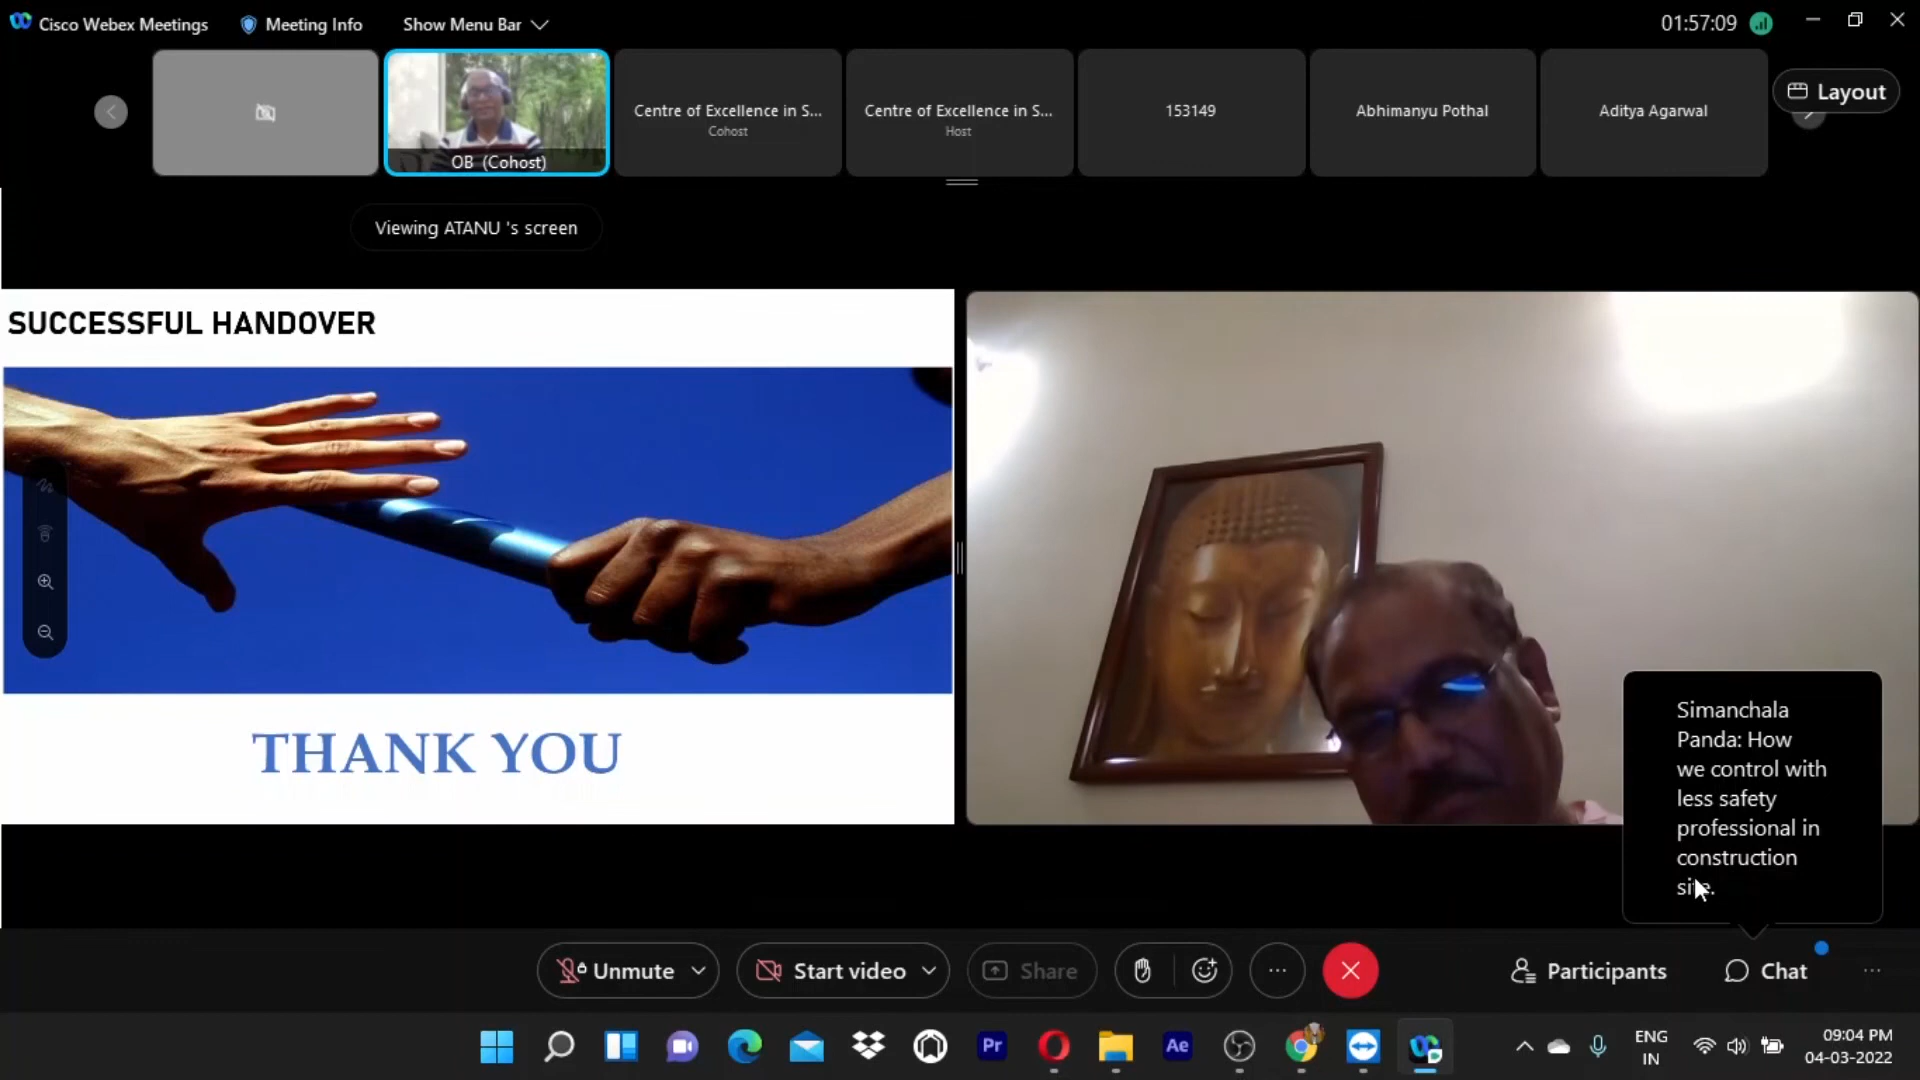 Cisco Webex Meetings
Meeting Info
Show Menu Bar
01:57:09
OB (Cohost)
Centre of Excellence in S...
Cohost
Centre of Excellence in S...
Host
153149
Abhimanyu Pothal
Aditya Agarwal
Layout
Viewing ATANU 's screen
SUCCESSFUL HANDOVER
THANK YOU
Simanchala
Panda: How
we control with
less safety
professional in
construction
site.
Unmute
Start video
Share
Participants
Chat
Pr
Ae
ENG
IN
09:04 PM
04-03-2022